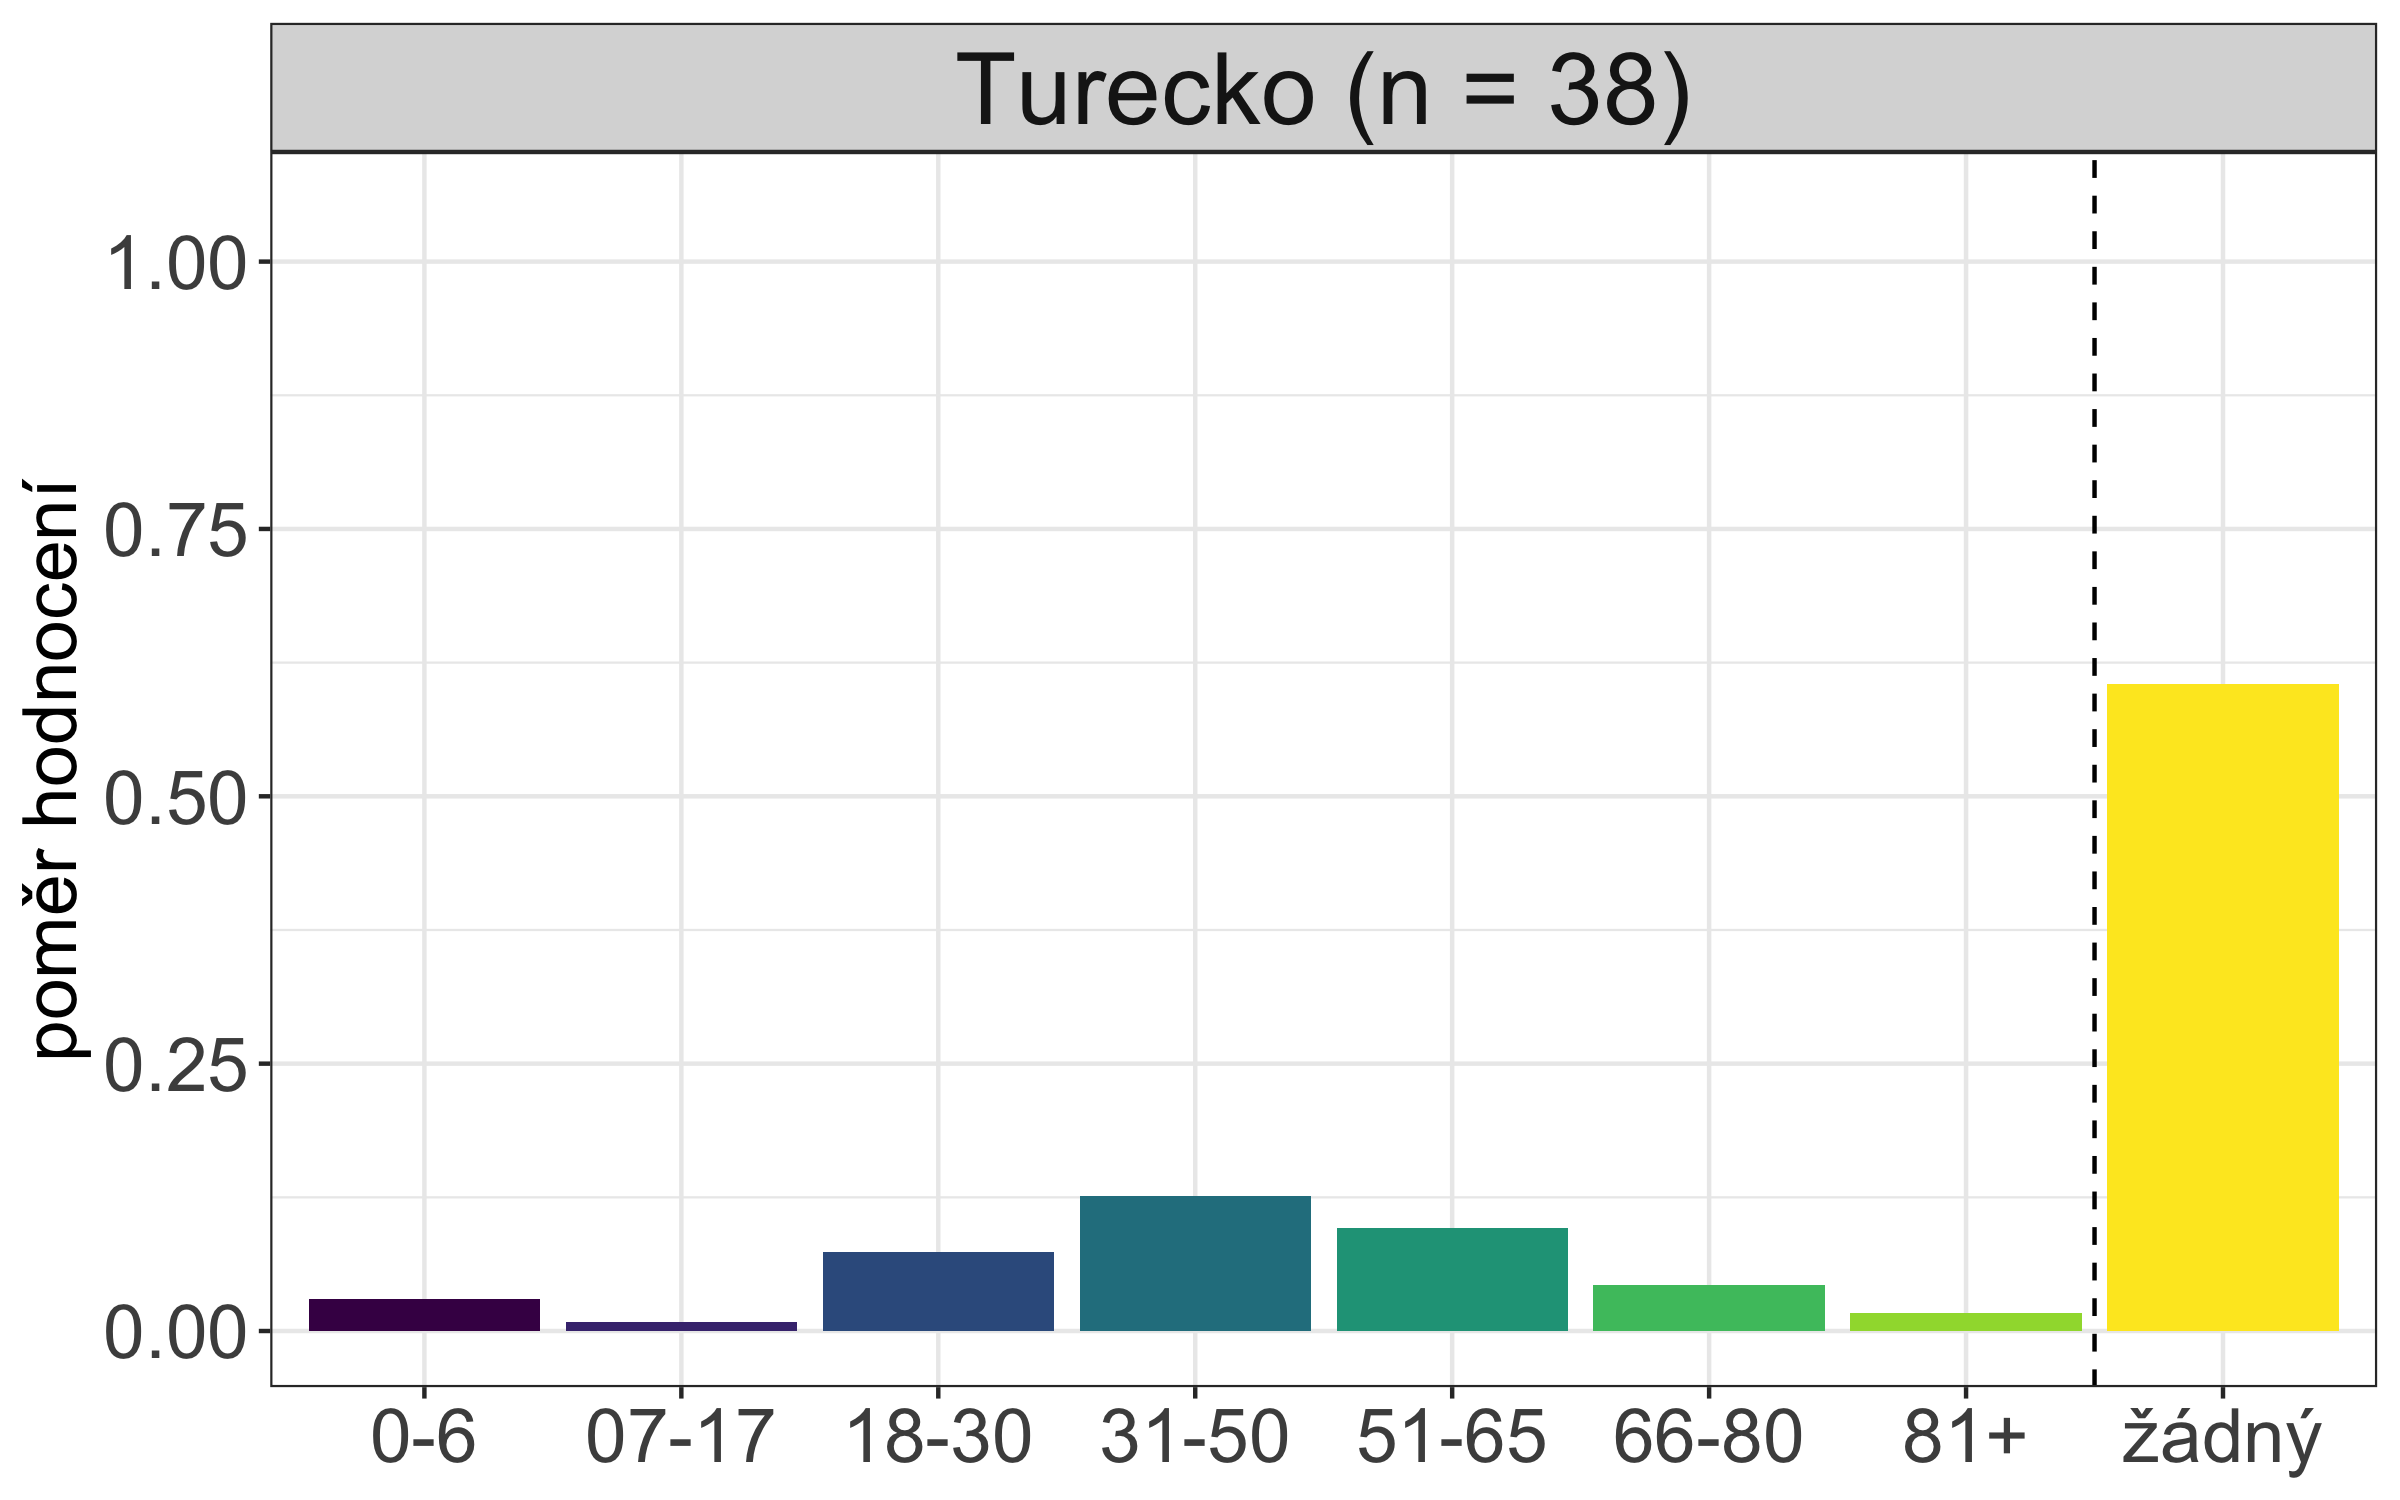 Turecko (n = 38)
poměr hodnocení
1.00
0.75
0.50
0.25
0.00
0-6 07-17 18-30 31-50 51-65 66-80 81+ žádný